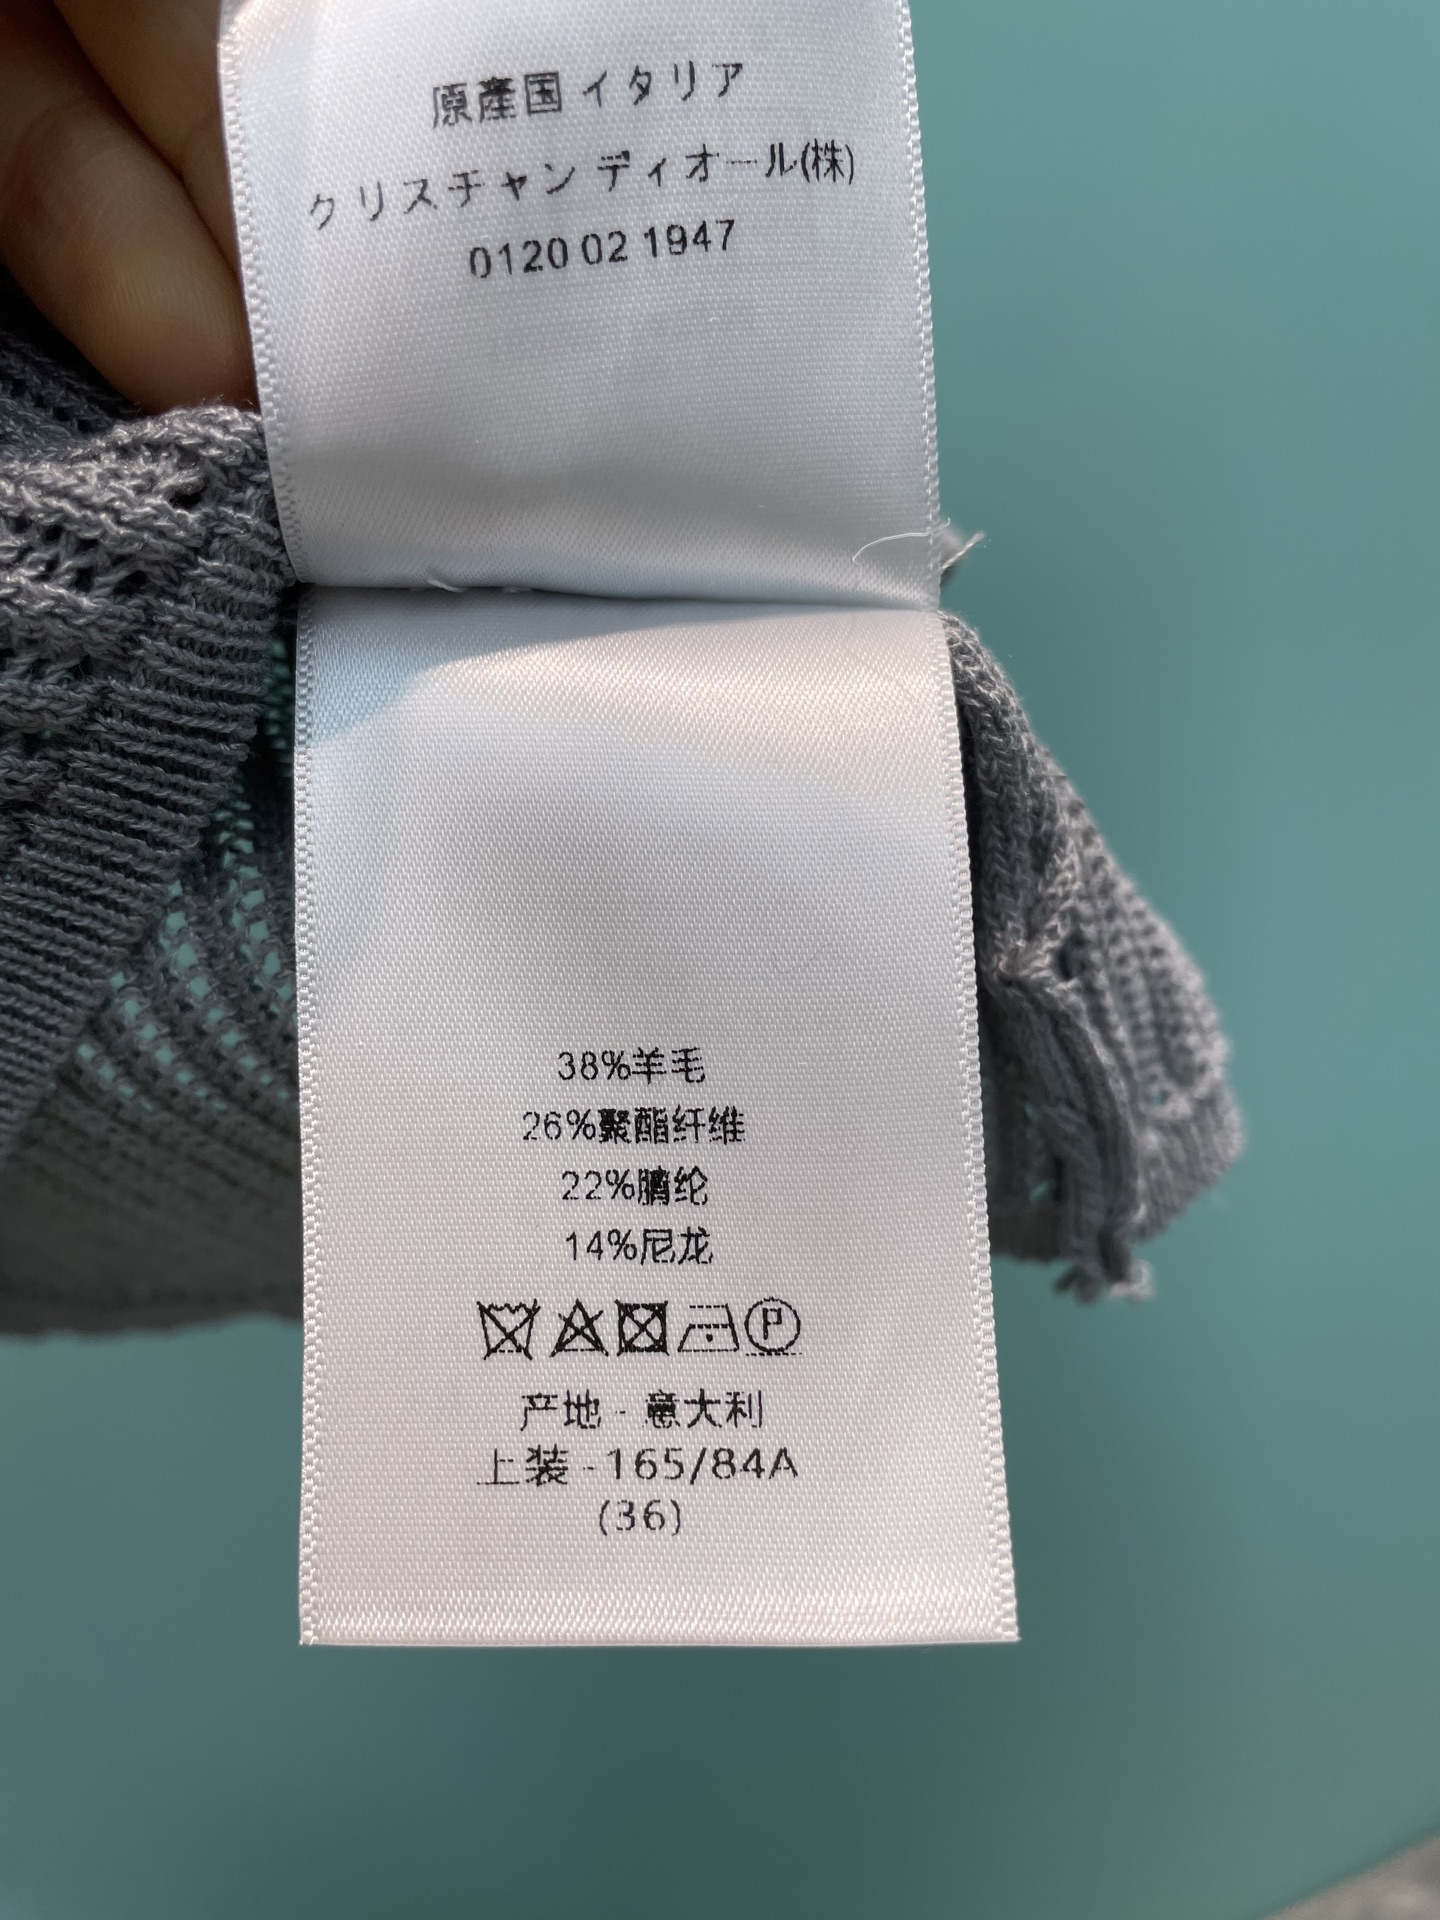 原産国イタリア
クリスチャン ディオール(株)
0120 02 1947
38%羊毛
26%聚酯纤维
22%腈纶
14%尼龙
P
产地 - 意大利
上装 - 165/84A
(36)